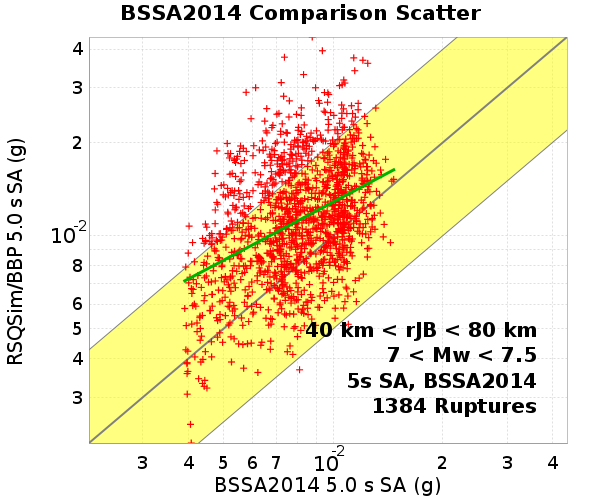 BSSA2014 Comparison Scatter
RSQSim/BBP 5.0 s SA (g)
4
3
2
10-2
8
6
5
4
3
40 km < rJB < 80 km
7 < Mw < 7.5
5s SA, BSSA2014
1384 Ruptures
3 4 5 6 7 10-2 2 3 4
BSSA2014 5.0 s SA (g)